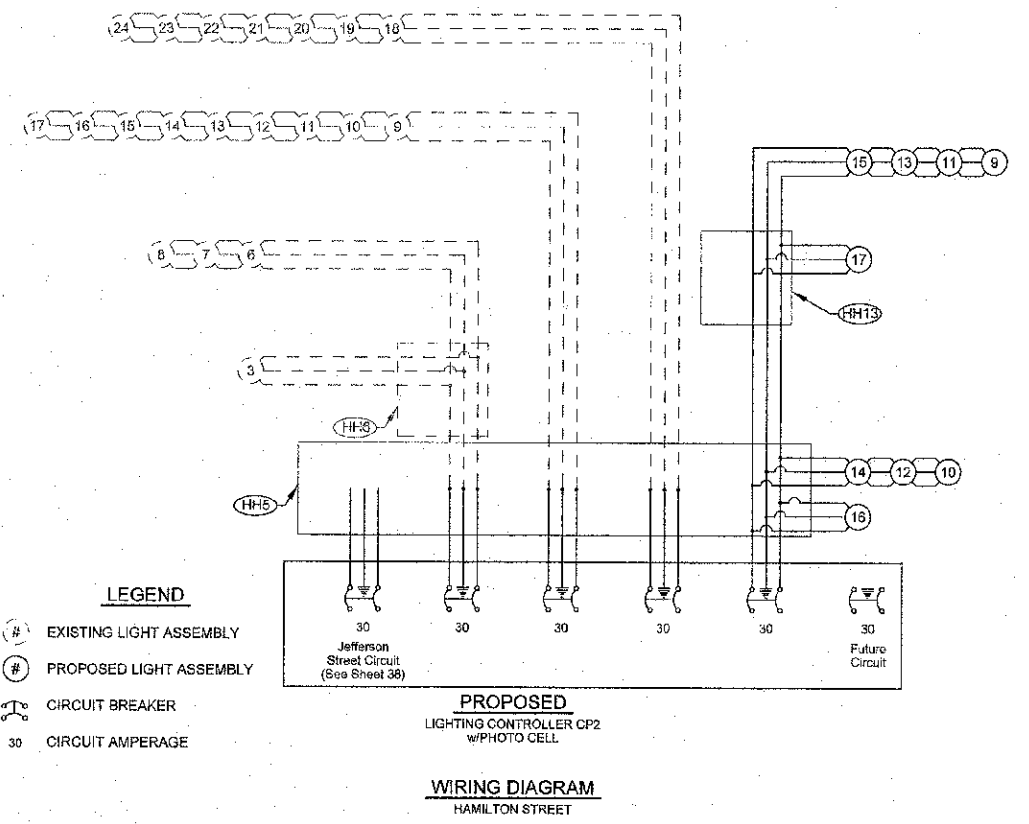 24 23 22 21 20 19 18
17 16 15 14 13 12 11 10 9
15 13 11 9
8 7 6
17
HH13
3
HH6
14 12 10
HH5
16
30 30 30 30 30 30
Jefferson
Street Circuit
(See Sheet 38)
Future
Circuit
LEGEND
# EXISTING LIGHT ASSEMBLY
# PROPOSED LIGHT ASSEMBLY
CIRCUIT BREAKER
30 CIRCUIT AMPERAGE
PROPOSED
LIGHTING CONTROLLER CP2
w/PHOTO CELL
WIRING DIAGRAM
HAMILTON STREET